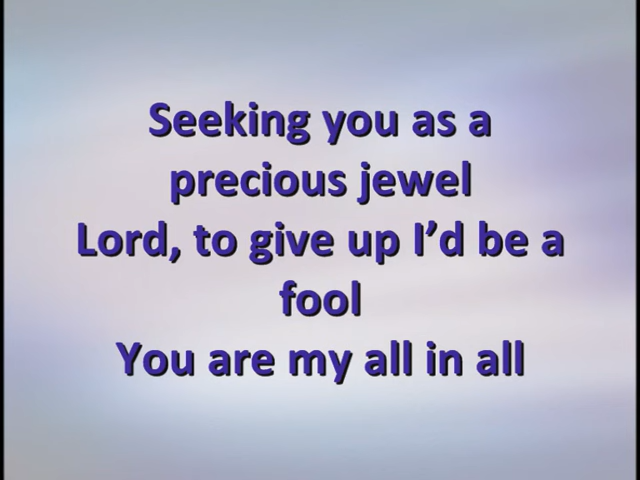 Seeking you as a
precious jewel
Lord, to give up I’d be a
fool
You are my all in all